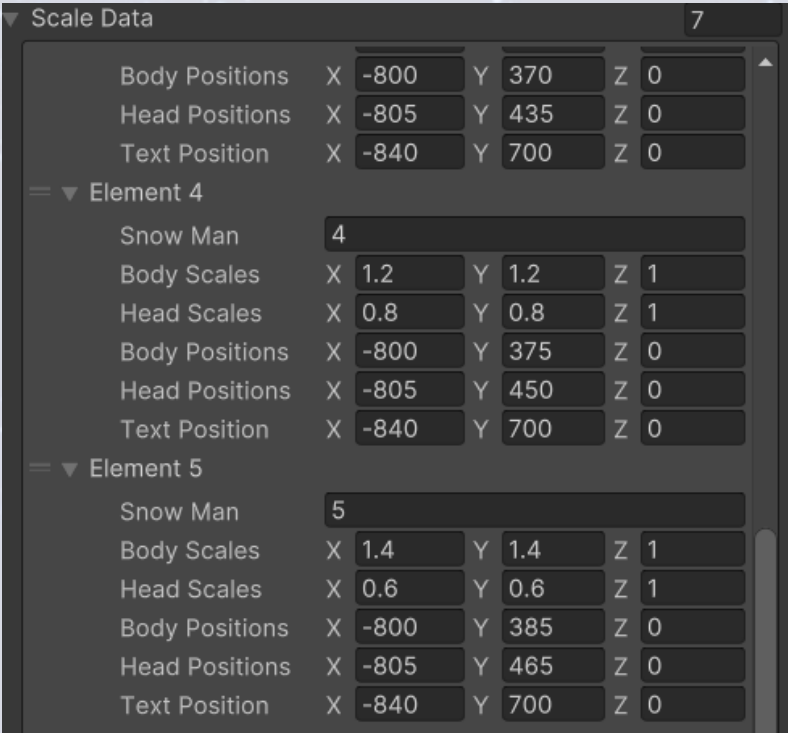 Scale Data 7
Body Positions X -800 Y 370 Z 0
Head Positions X -805 Y 435 Z 0
Text Position X -840 Y 700 Z 0
Element 4
Snow Man 4
Body Scales X 1.2 Y 1.2 Z 1
Head Scales X 0.8 Y 0.8 Z 1
Body Positions X -800 Y 375 Z 0
Head Positions X -805 Y 450 Z 0
Text Position X -840 Y 700 Z 0
Element 5
Snow Man 5
Body Scales X 1.4 Y 1.4 Z 1
Head Scales X 0.6 Y 0.6 Z 1
Body Positions X -800 Y 385 Z 0
Head Positions X -805 Y 465 Z 0
Text Position X -840 Y 700 Z 0